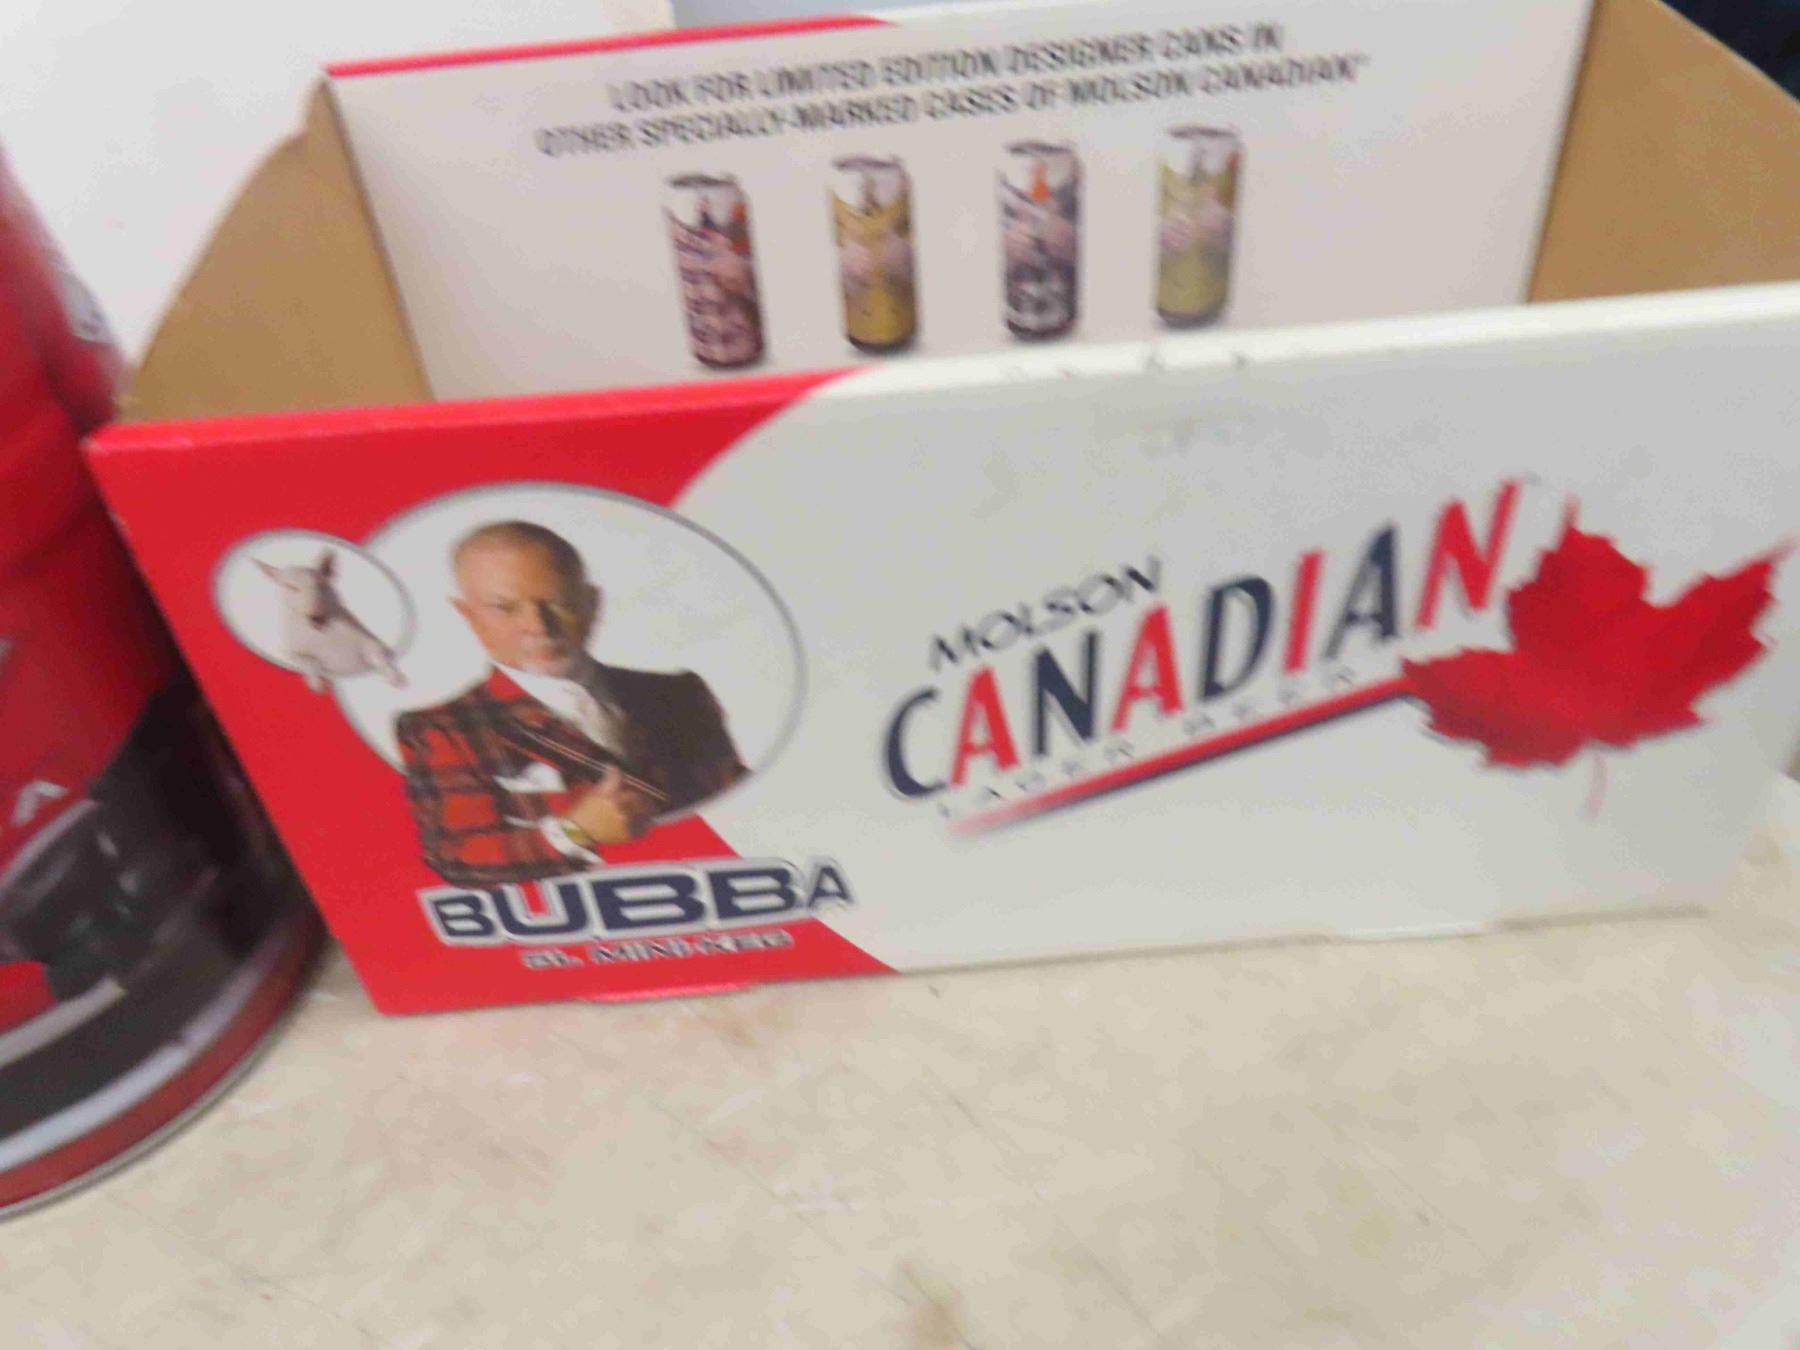 LOOK FOR LIMITED EDITION DESIGNER CANS IN
OTHER SPECIALLY-MARKED CASES OF MOLSON CANADIAN
MOLSON
CANADIAN
LAGER BEER
BUBBA
5L MINI-KEG